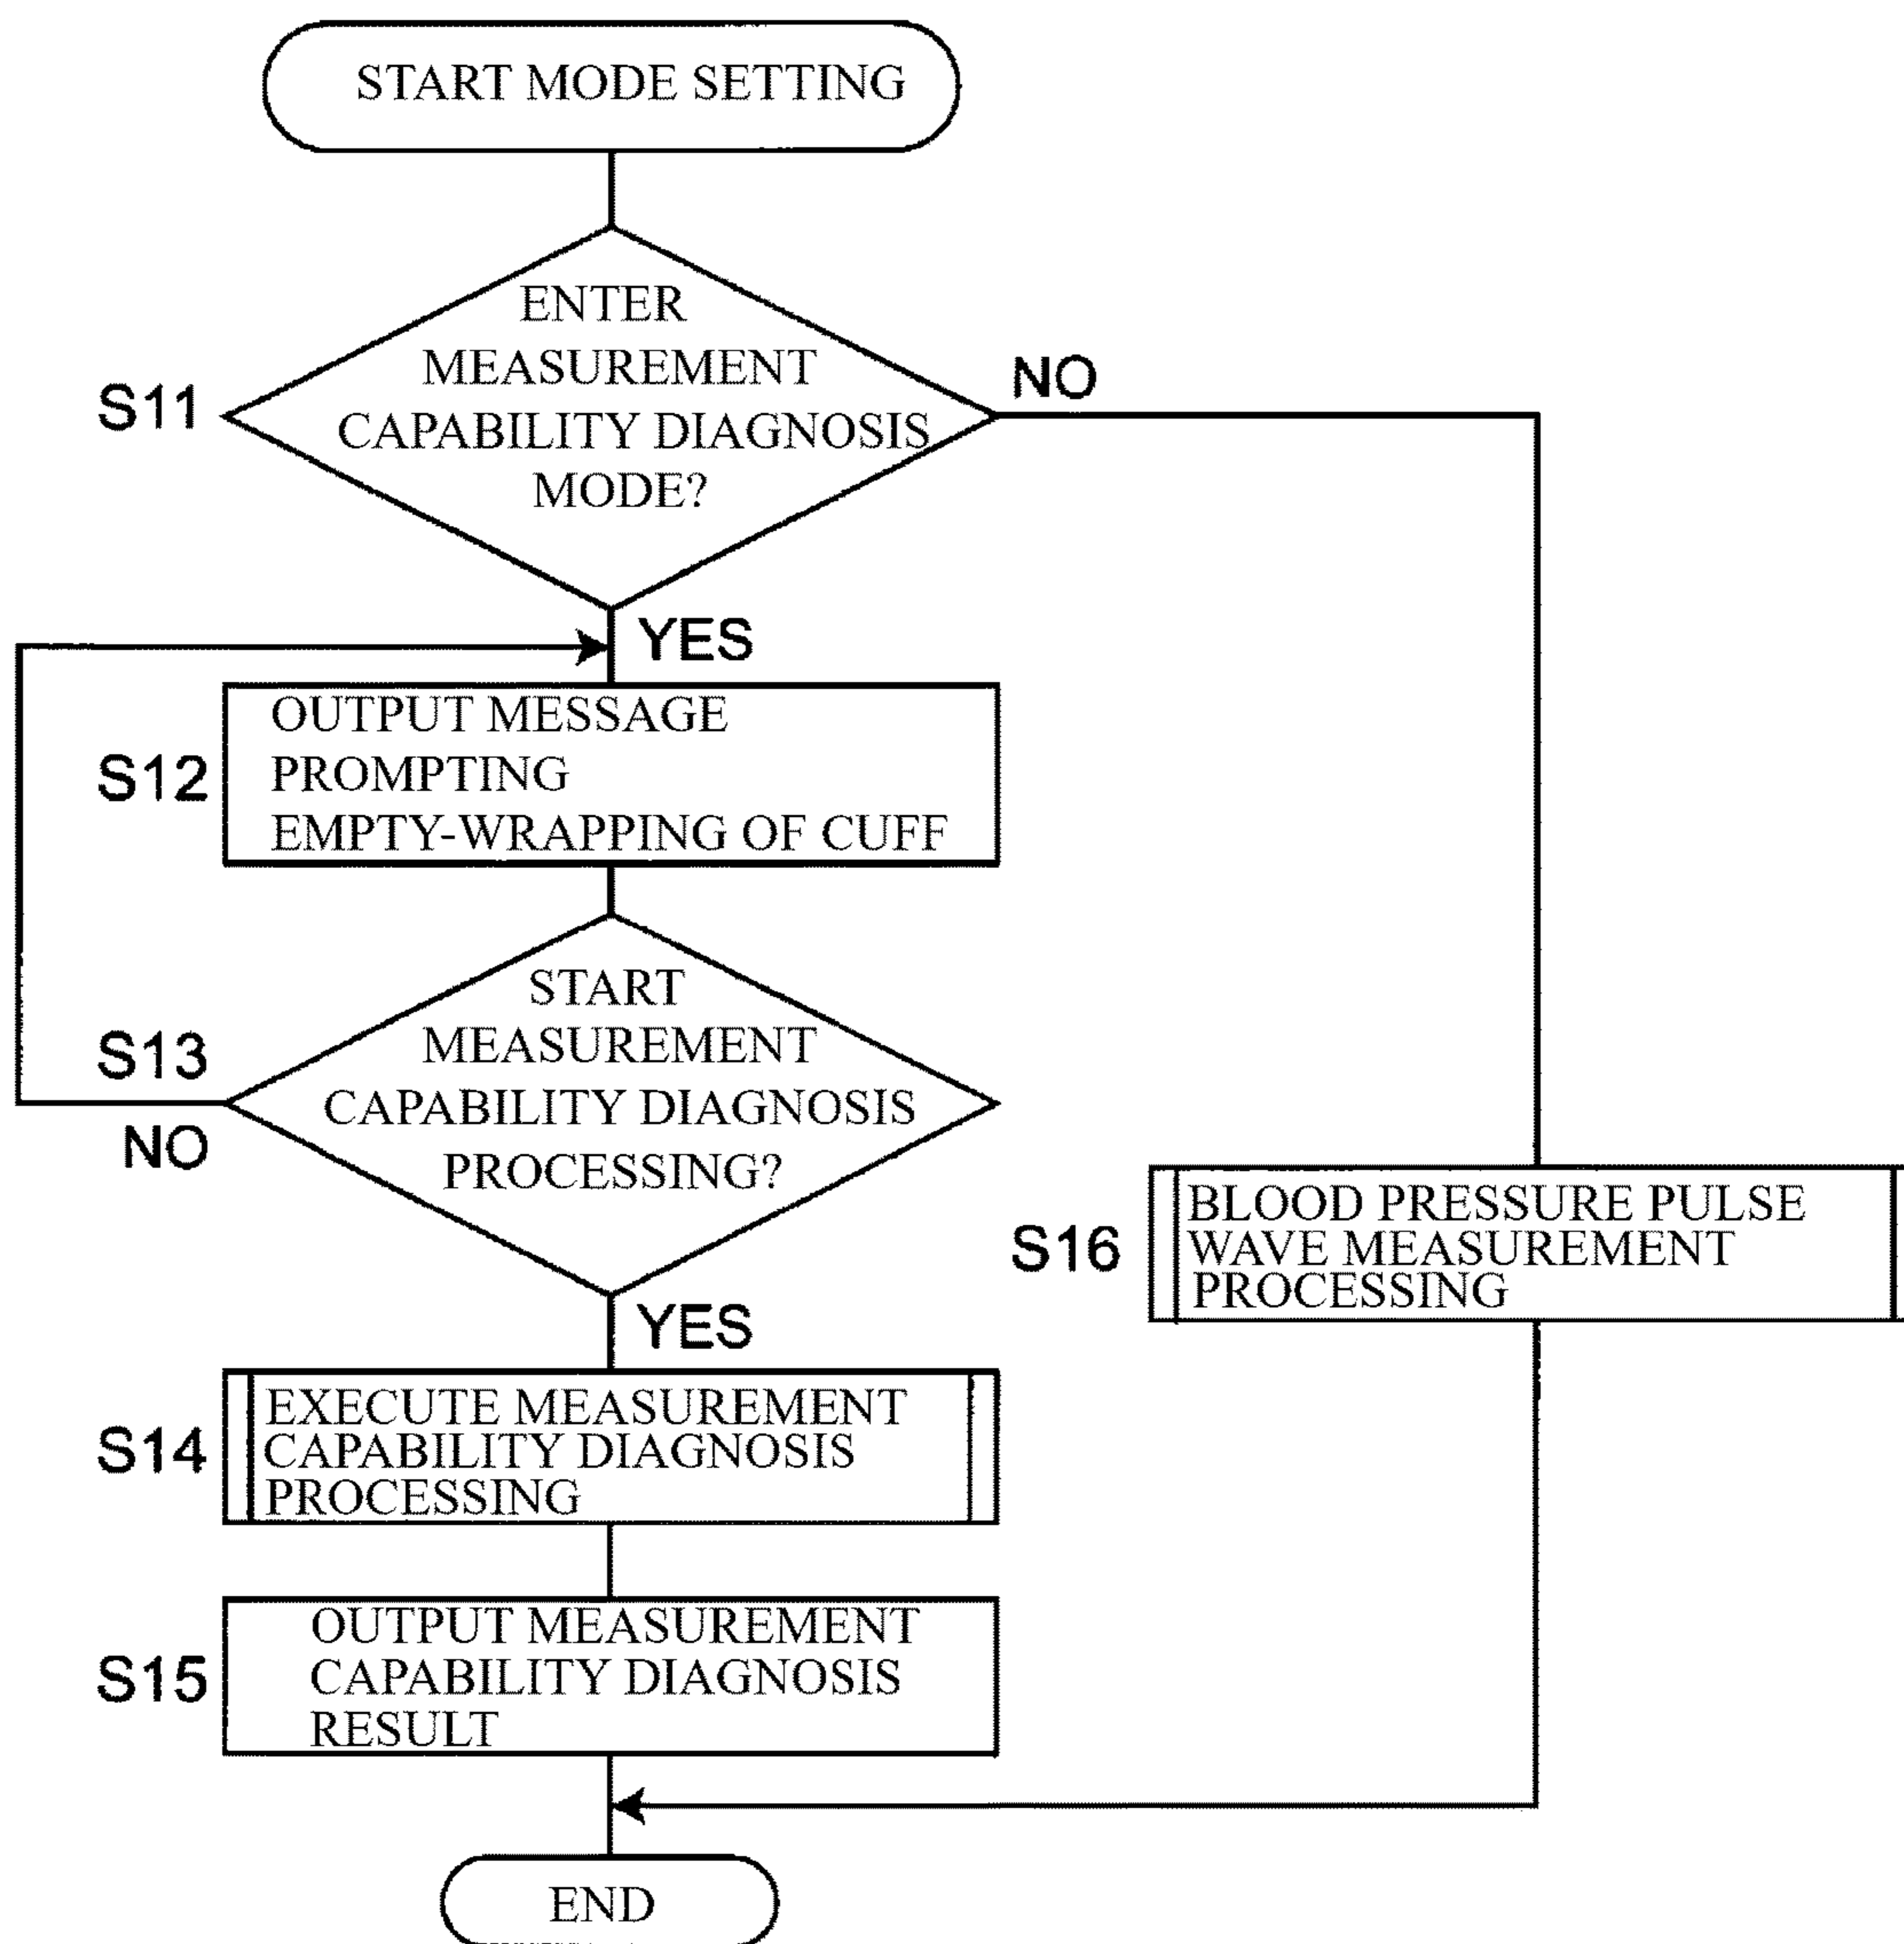 START MODE SETTING
S11
ENTER
MEASUREMENT
CAPABILITY DIAGNOSIS
MODE?
NO
YES
S12
OUTPUT MESSAGE
PROMPTING
EMPTY-WRAPPING OF CUFF
S13
START
MEASUREMENT
CAPABILITY DIAGNOSIS
PROCESSING?
NO
YES
S14
EXECUTE MEASUREMENT
CAPABILITY DIAGNOSIS
PROCESSING
S15
OUTPUT MEASUREMENT
CAPABILITY DIAGNOSIS
RESULT
S16
BLOOD PRESSURE PULSE
WAVE MEASUREMENT
PROCESSING
END